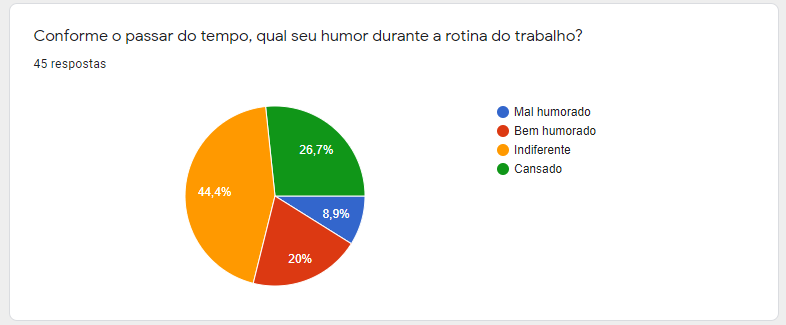 Conforme o passar do tempo, qual seu humor durante a rotina do trabalho?
45 respostas
26,7%
44,4%
8,9%
20%
Mal humorado
Bem humorado
Indiferente
Cansado